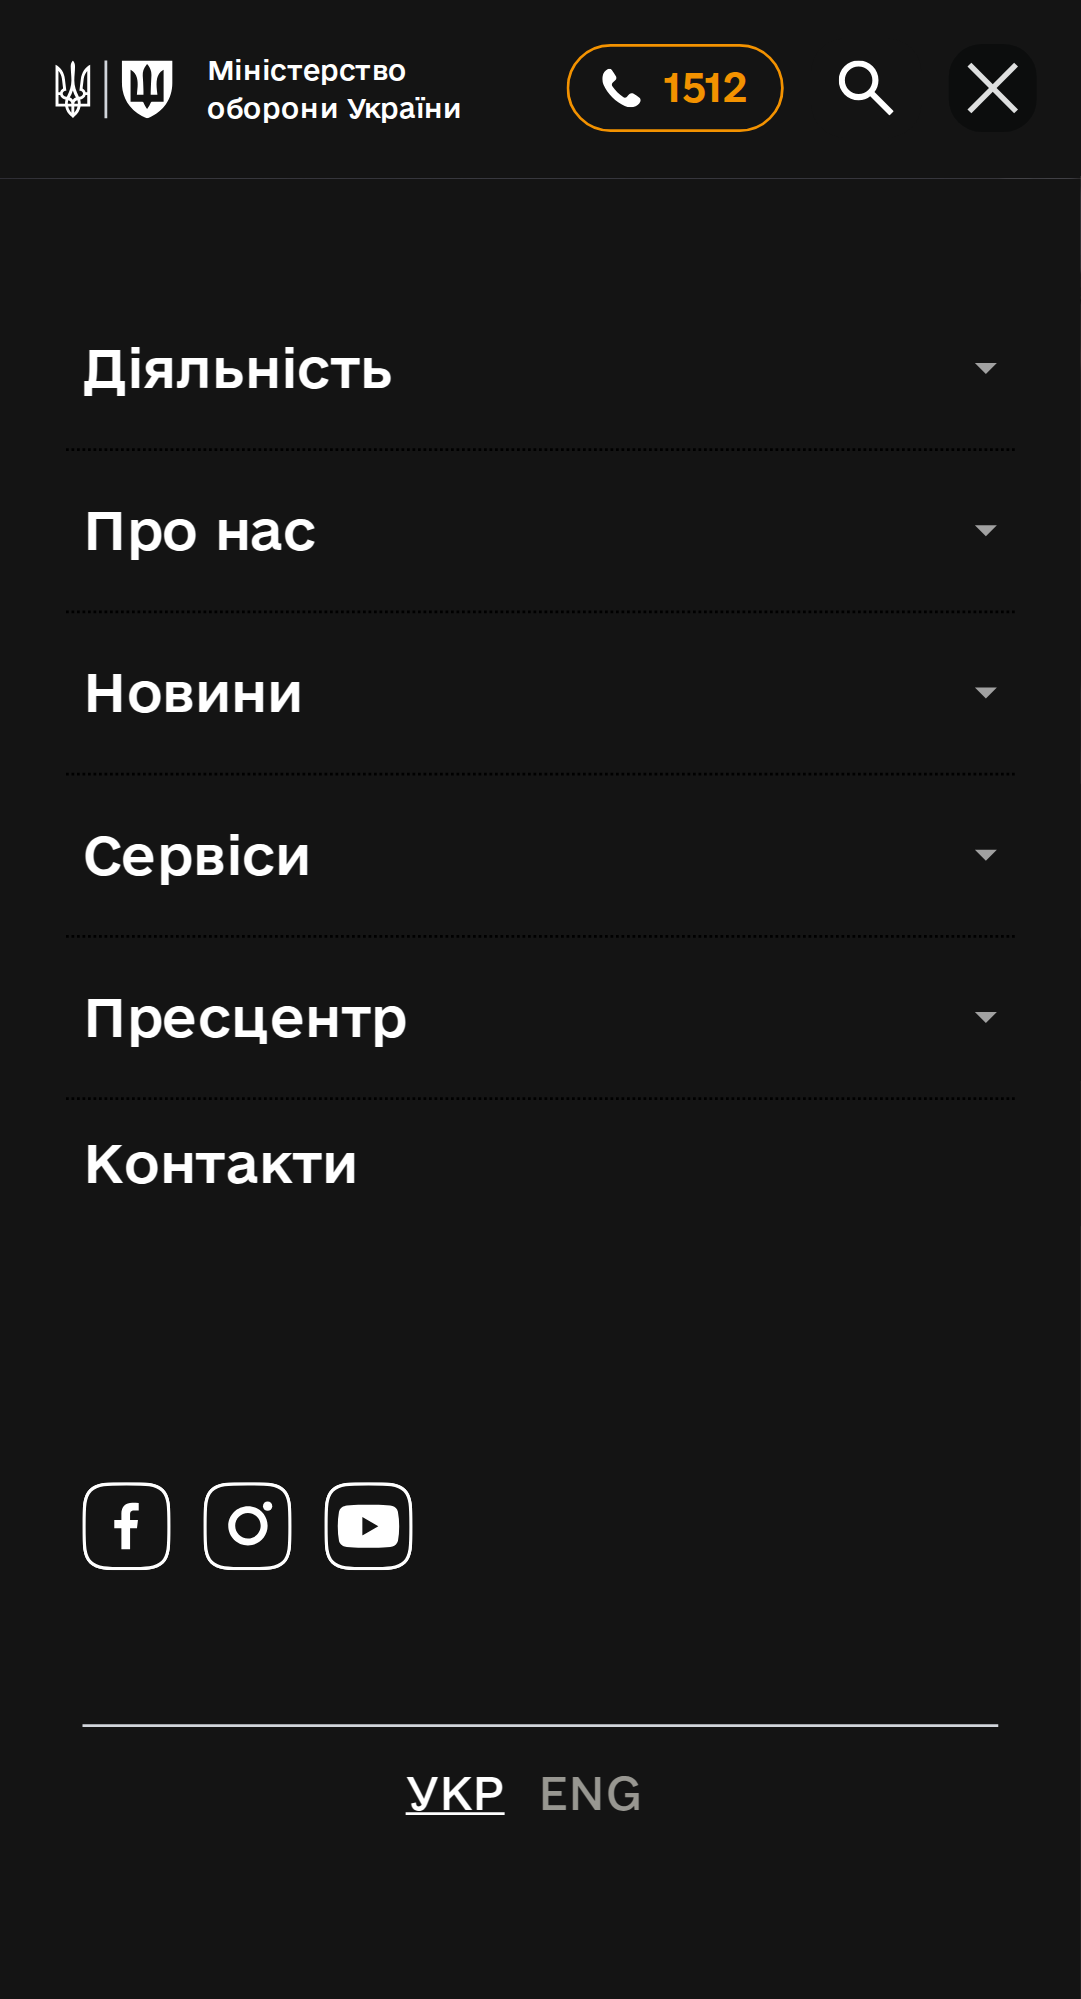 Міністерство
оборони України
1512
Діяльність
Про нас
Новини
Сервіси
Пресцентр
Контакти
УКР ENG